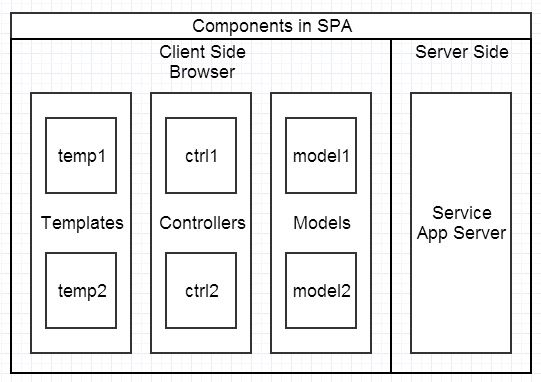 Components in SPA
Client Side
Browser
Server Side
temp1
Templates
temp2
ctrl1
Controllers
ctrl2
model1
Models
model2
Service
App Server